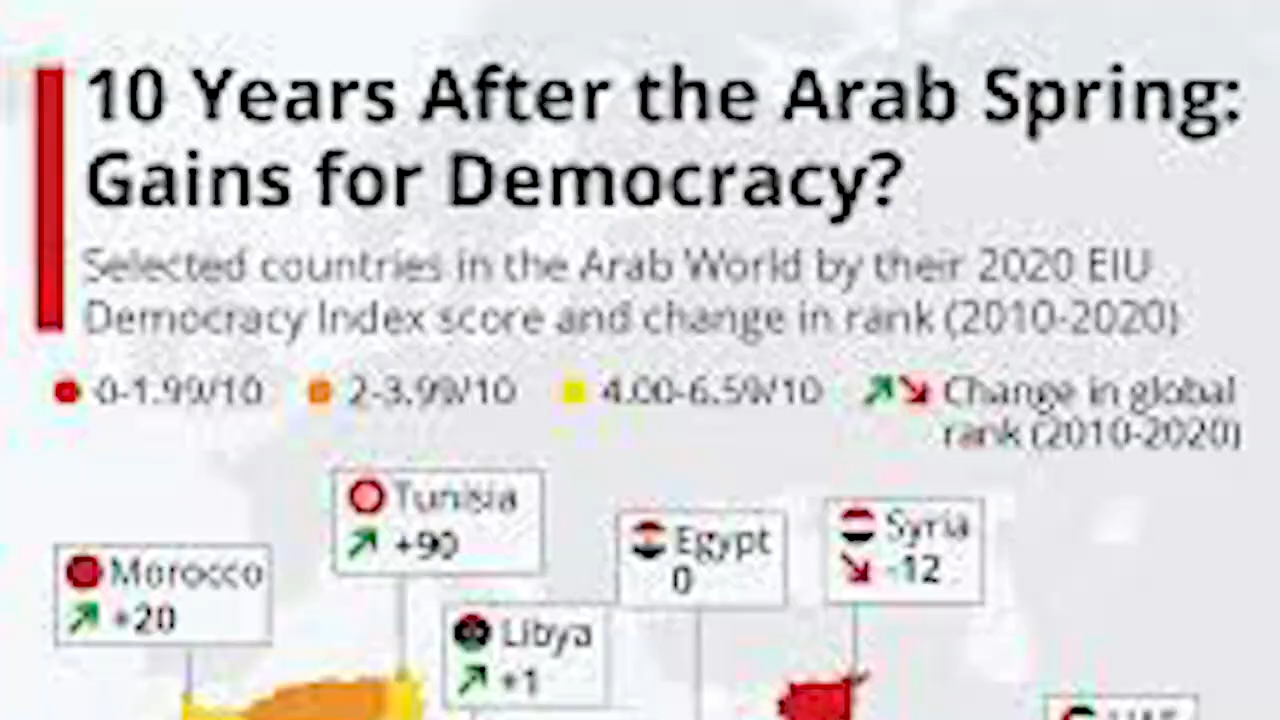 10 Years After the Arab Spring:
Gains for Democracy?
Selected countries in the Arab World by their 2020 EIU
Democracy Index score and change in rank (2010-2020)
0-1.99/10
2-3.99/10
4.00-6.59/10
Change in global
rank (2010-2020)
Tunisia
+90
Egypt
0
Syria
-12
Morocco
+20
Libya
+1
UAE